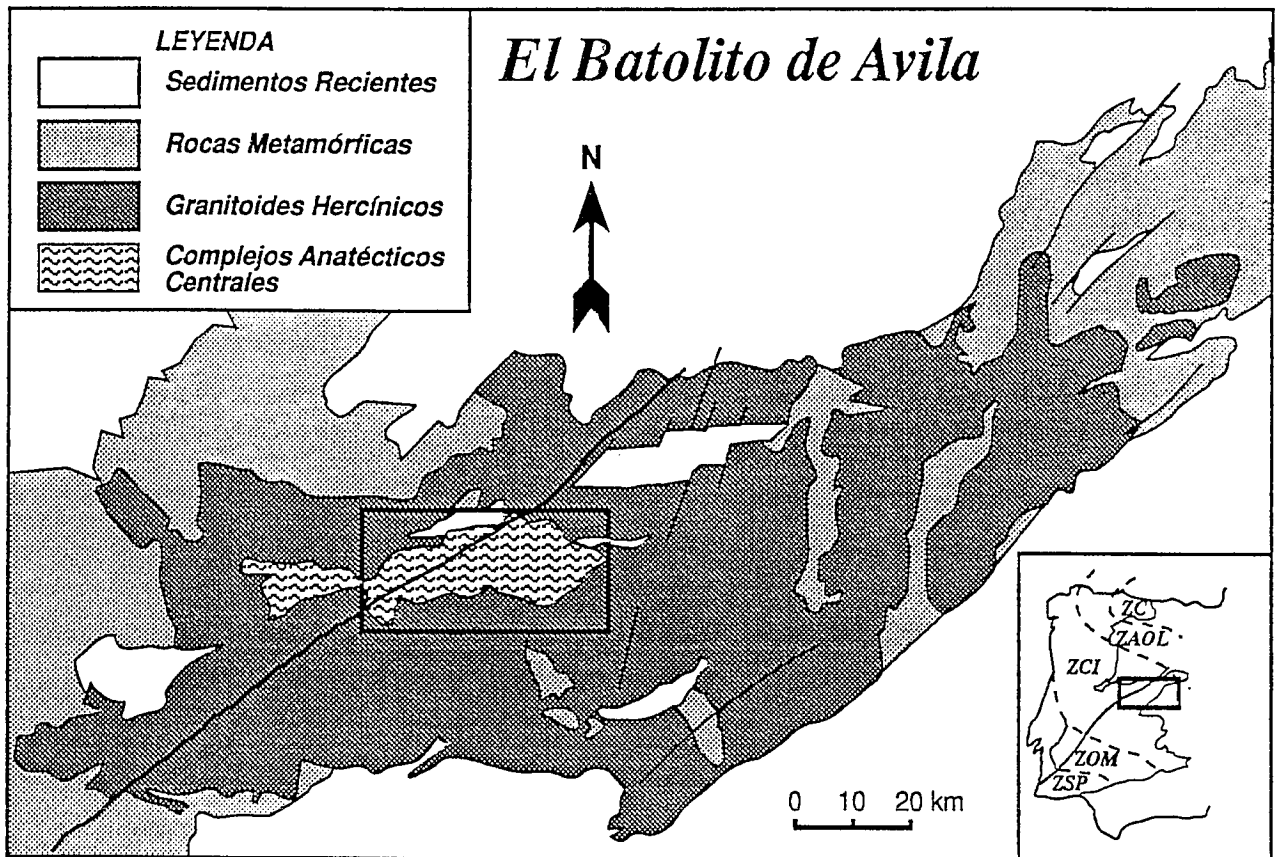 El Batolito de Avila
LEYENDA
Sedimentos Recientes
Rocas Metamórficas
Granitoides Hercínicos
Complejos Anatécticos
Centrales
N
0 10 20 km
ZC
ZAOL
ZCI
ZOM
ZSP